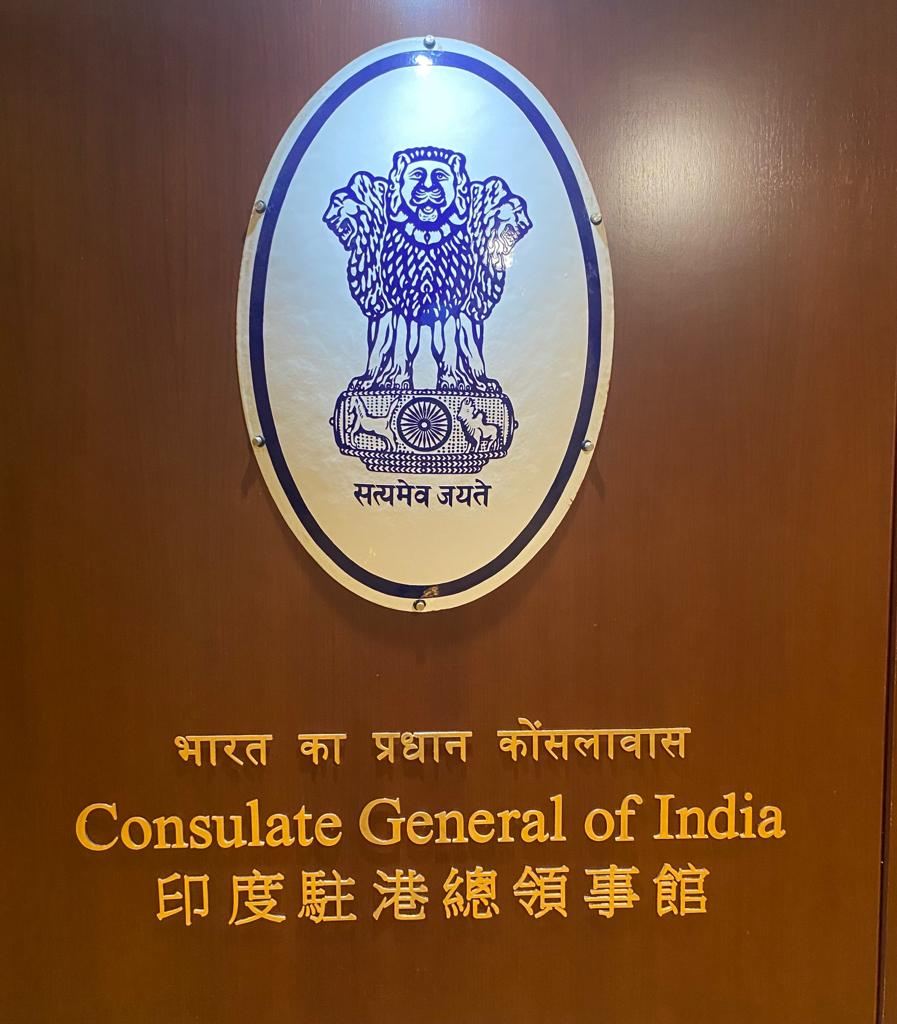 सत्यमेव जयते
भारत का प्रधान कोंसलावास
Consulate General of India
印度駐港總領事館